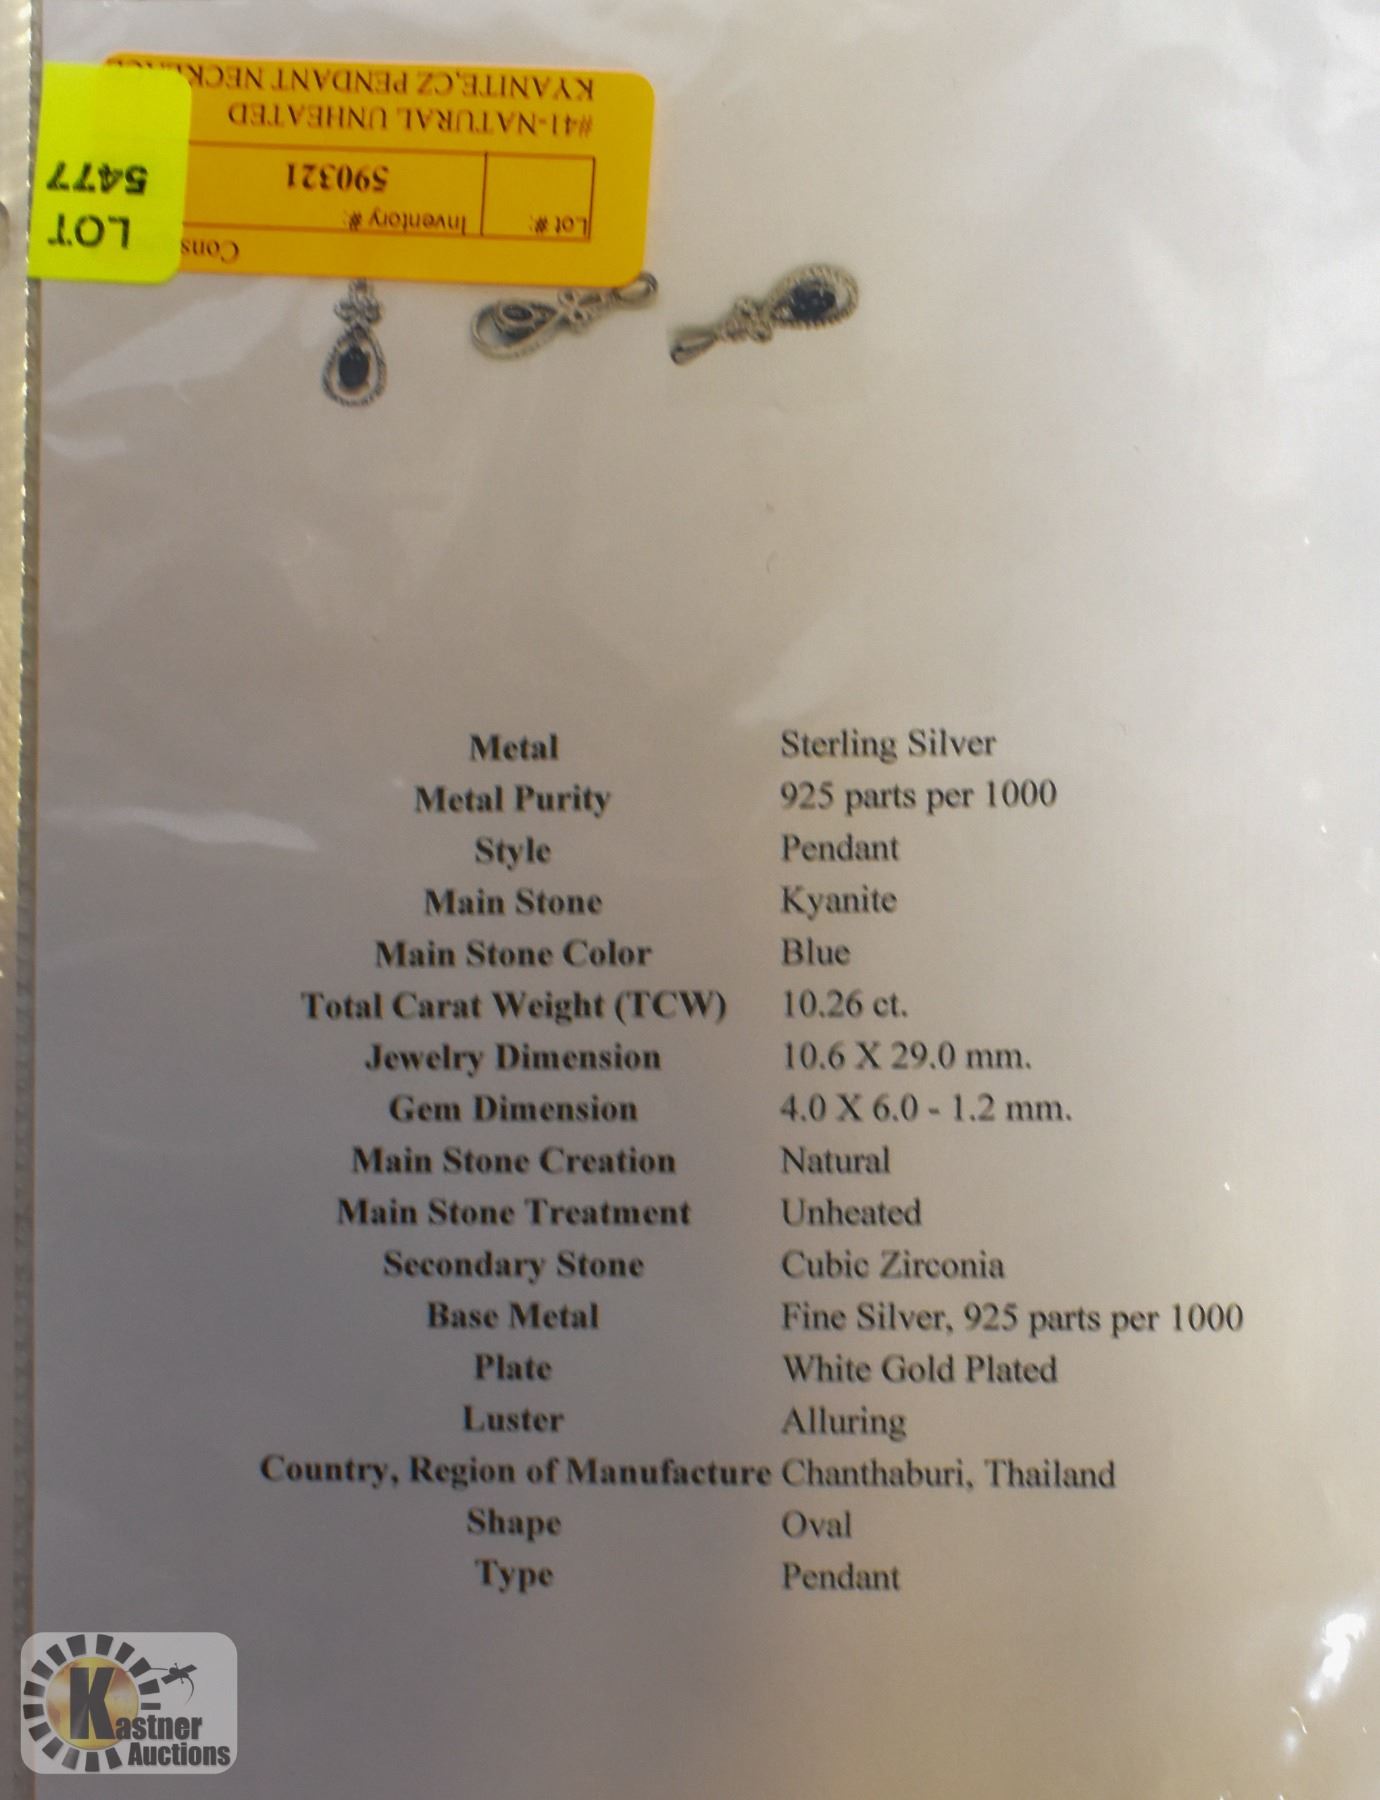 LOT
5477
Cons
Lot #: Inventory #:
590321
#41-NATURAL UNHEATED
KYANITE,CZ PENDANT NECKLACE
Metal Sterling Silver
Metal Purity 925 parts per 1000
Style Pendant
Main Stone Kyanite
Main Stone Color Blue
Total Carat Weight (TCW) 10.26 ct.
Jewelry Dimension 10.6 X 29.0 mm.
Gem Dimension 4.0 X 6.0 - 1.2 mm.
Main Stone Creation Natural
Main Stone Treatment Unheated
Secondary Stone Cubic Zirconia
Base Metal Fine Silver, 925 parts per 1000
Plate White Gold Plated
Luster Alluring
Country, Region of Manufacture Chanthaburi, Thailand
Shape Oval
Type Pendant
Kastner
Auctions